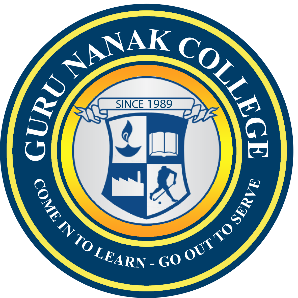 GURU NANAK COLLEGE
SINCE 1989
COME IN TO LEARN - GO OUT TO SERVE